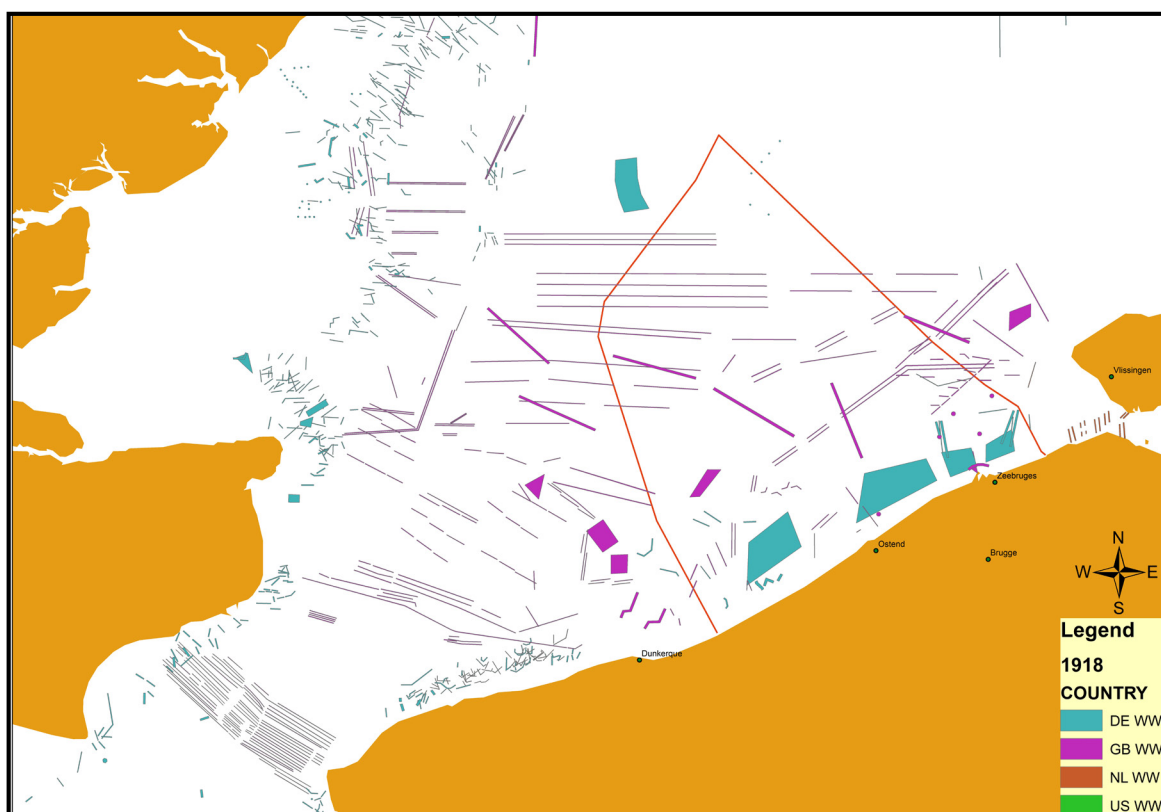 Vlissingen
Zeebruges
Ostend
Brugge
Dunkerque
N
W E
S
Legend
1918
COUNTRY
DE WW
GB WW
NL WW
US WW